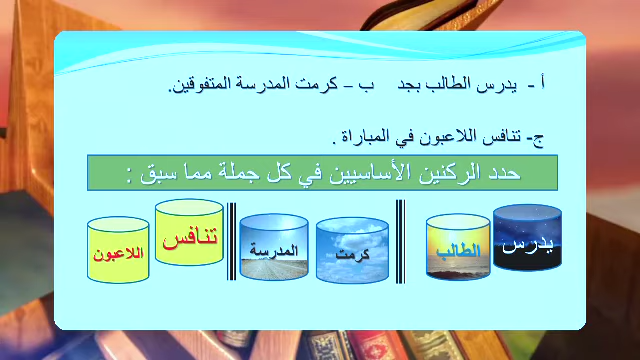 أ - يدرس الطالب بجد ب – كرمت المدرسة المتفوقين.
ج- تنافس اللاعبون في المباراة .
حدد الركنين الأساسيين في كل جملة مما سبق :
يدرس الطالب كرمت المدرسة تنافس اللاعبون